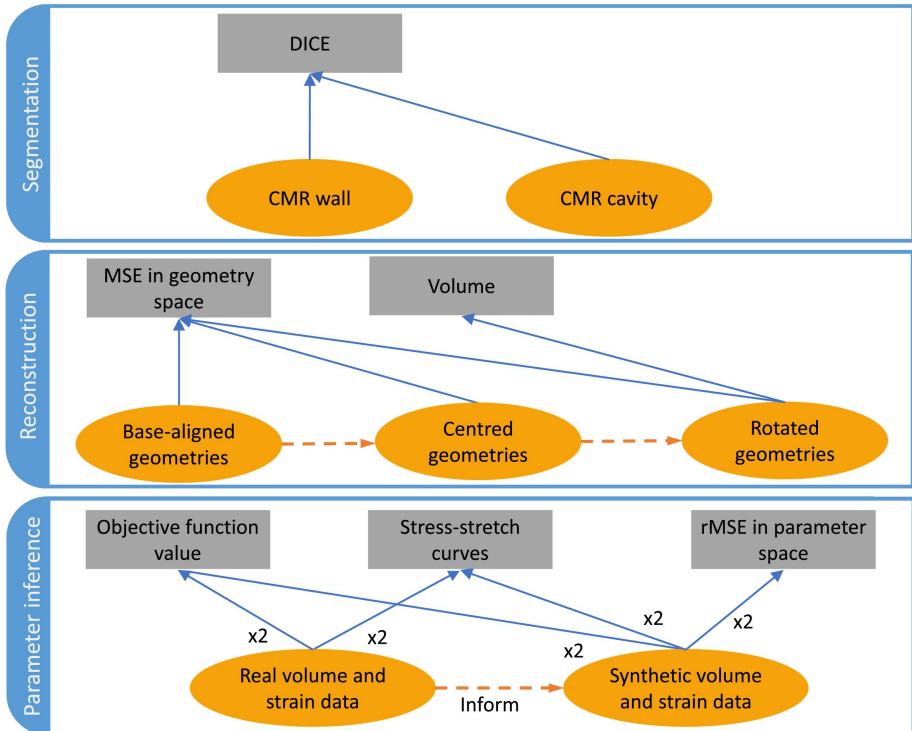 Segmentation
DICE
CMR wall
CMR cavity
Reconstruction
MSE in geometry
space
Volume
Base-aligned
geometries
Centred
geometries
Rotated
geometries
Parameter inference
Objective function
value
Stress-stretch
curves
rMSE in parameter
space
x2
x2
x2
x2
x2
Real volume and
strain data
Inform
Synthetic volume
and strain data